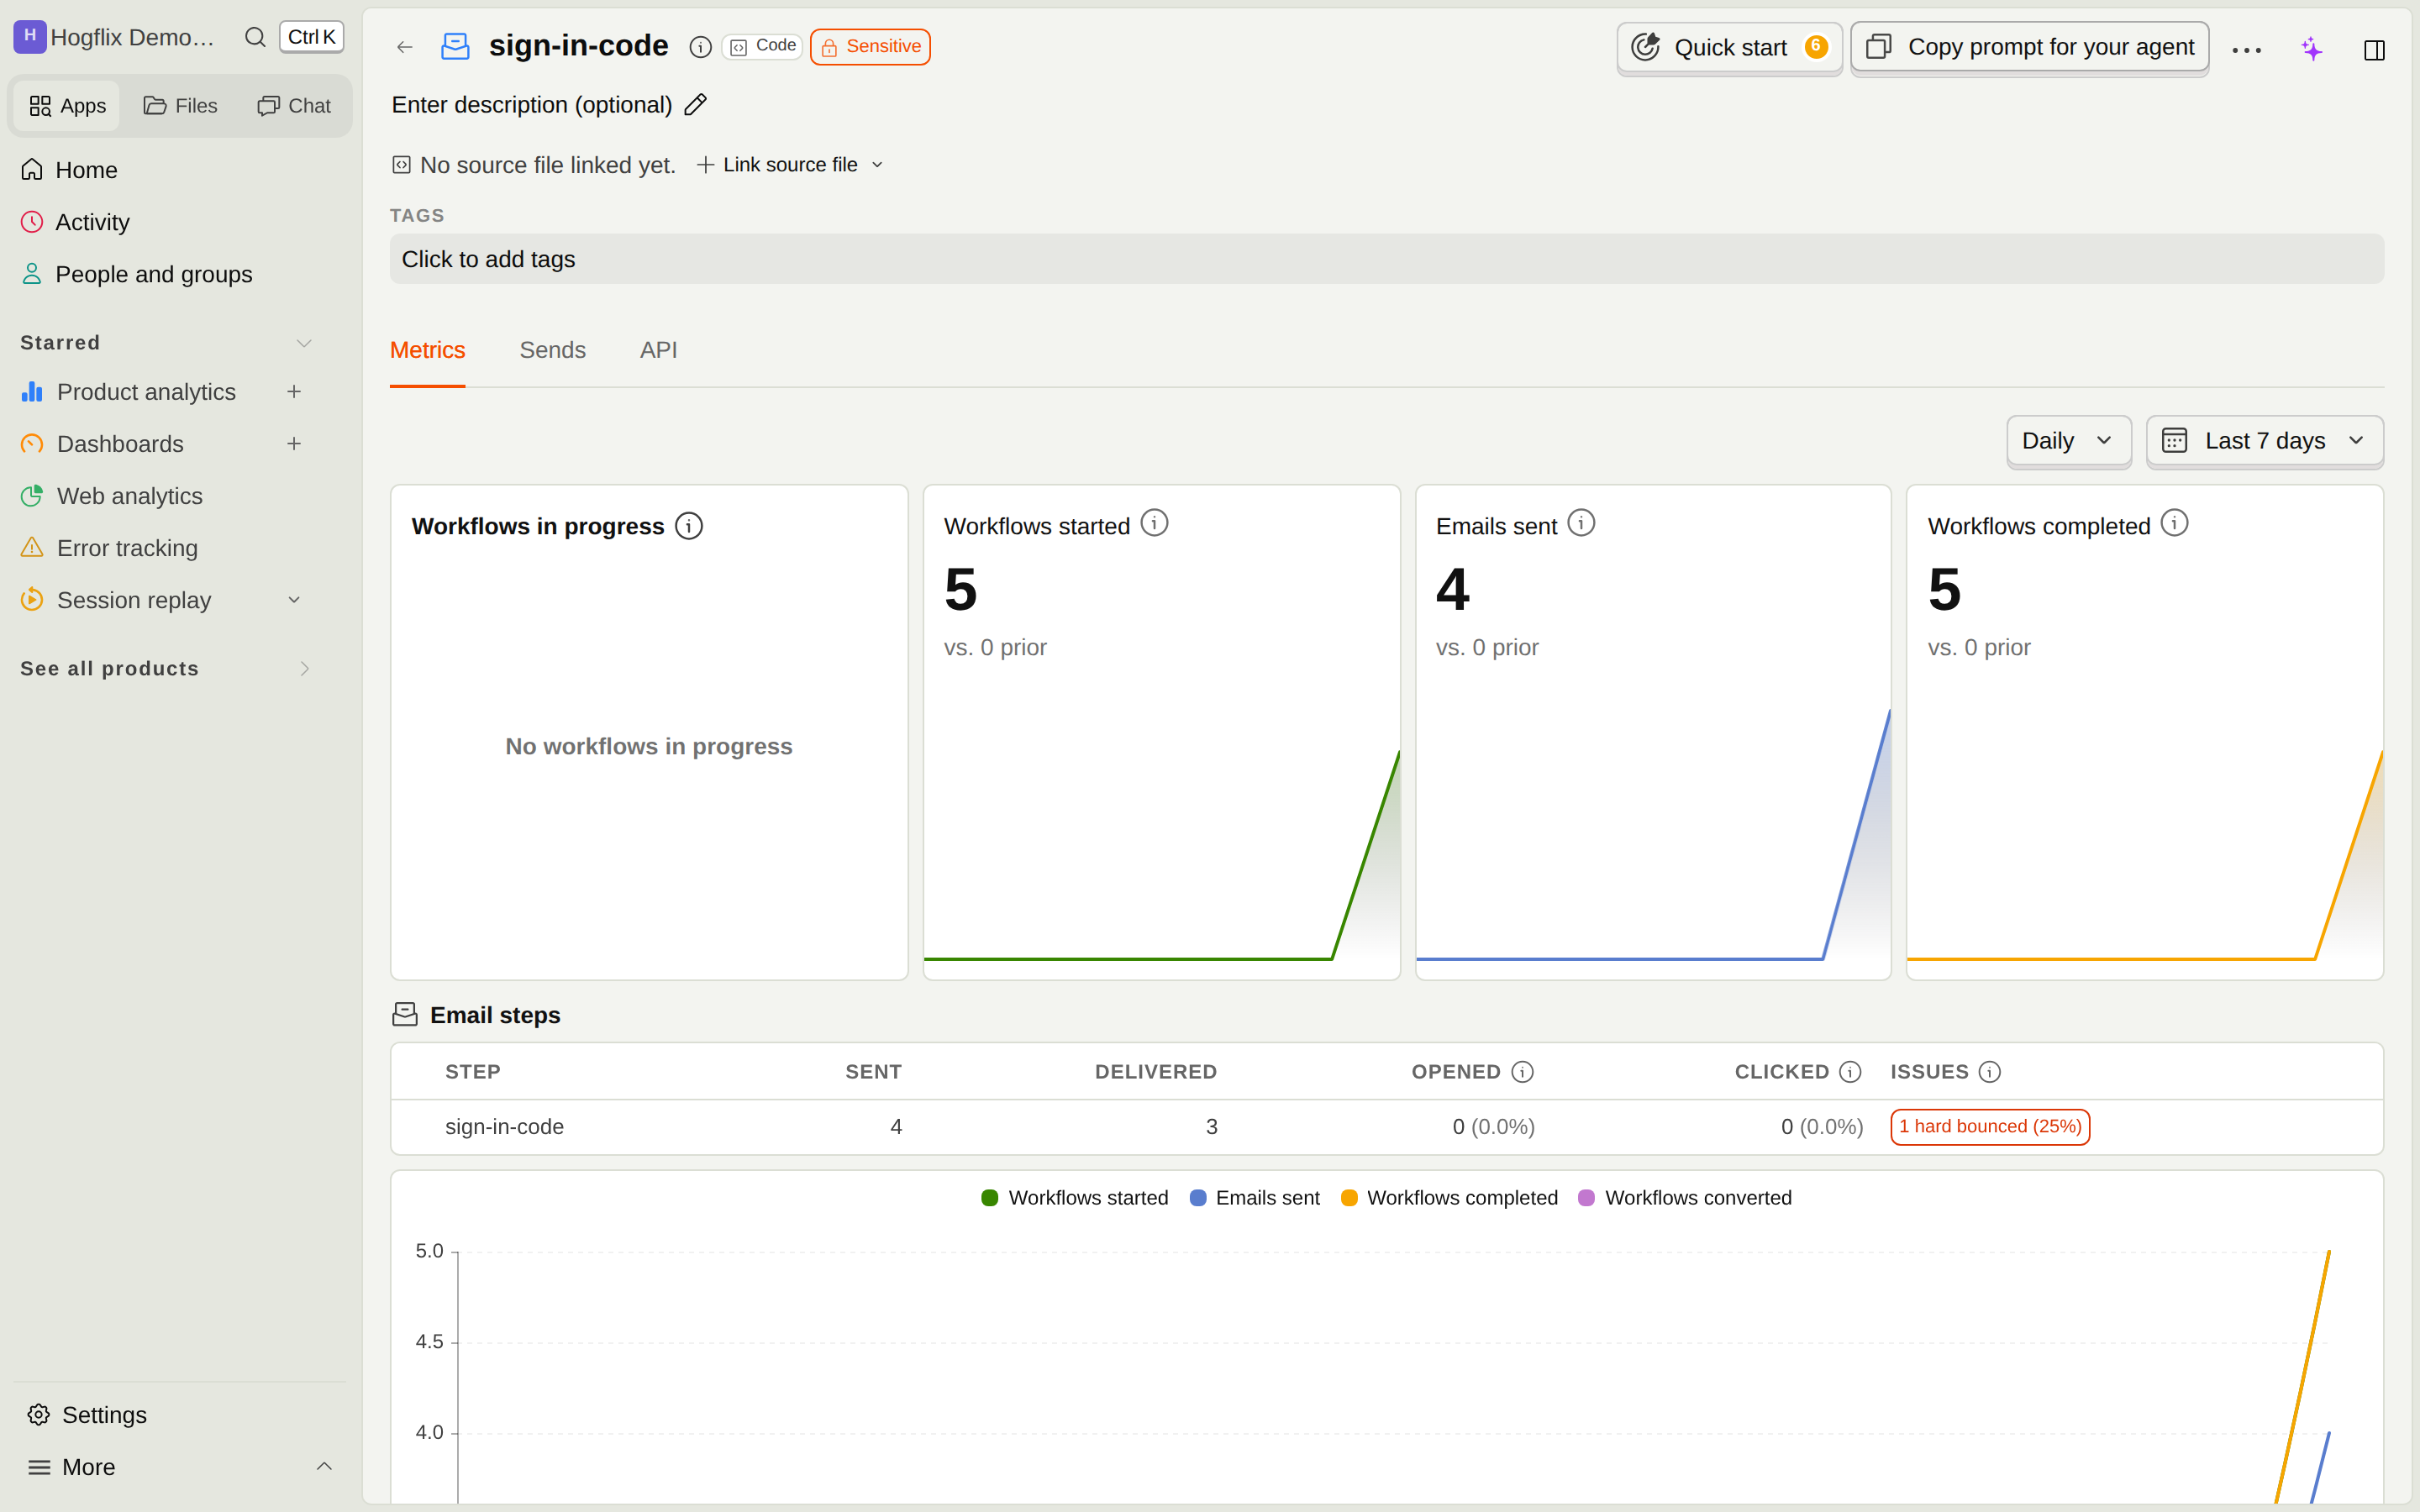 H Hogflix Demo… Ctrl K
Apps Files Chat
Home
Activity
People and groups
Starred
Product analytics
Dashboards
Web analytics
Error tracking
Session replay
See all products
Settings
More
sign-in-code Code Sensitive
Quick start 6 Copy prompt for your agent
Enter description (optional)
No source file linked yet. Link source file
TAGS
Click to add tags
Metrics Sends API
Daily Last 7 days
Workflows in progress
No workflows in progress
Workflows started
5
vs. 0 prior
Emails sent
4
vs. 0 prior
Workflows completed
5
vs. 0 prior
Email steps
STEP SENT DELIVERED OPENED CLICKED ISSUES
sign-in-code 4 3 0 (0.0%) 0 (0.0%) 1 hard bounced (25%)
Workflows started Emails sent Workflows completed Workflows converted
5.0
4.5
4.0